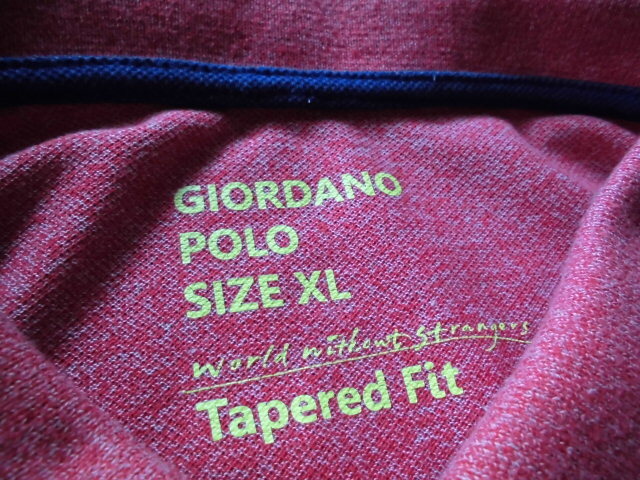 GIORDANO
POLO
SIZE XL
world without strangers
Tapered Fit